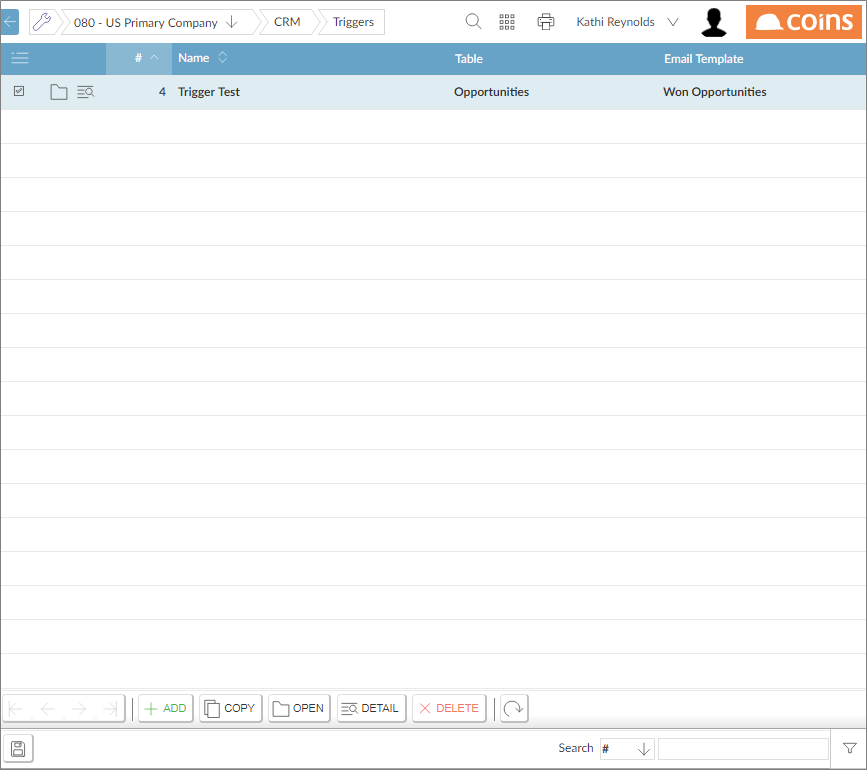 080 - US Primary Company CRM Triggers Kathi Reynolds coins
# Name Table Email Template
4 Trigger Test Opportunities Won Opportunities
ADD COPY OPEN DETAIL DELETE
Search #